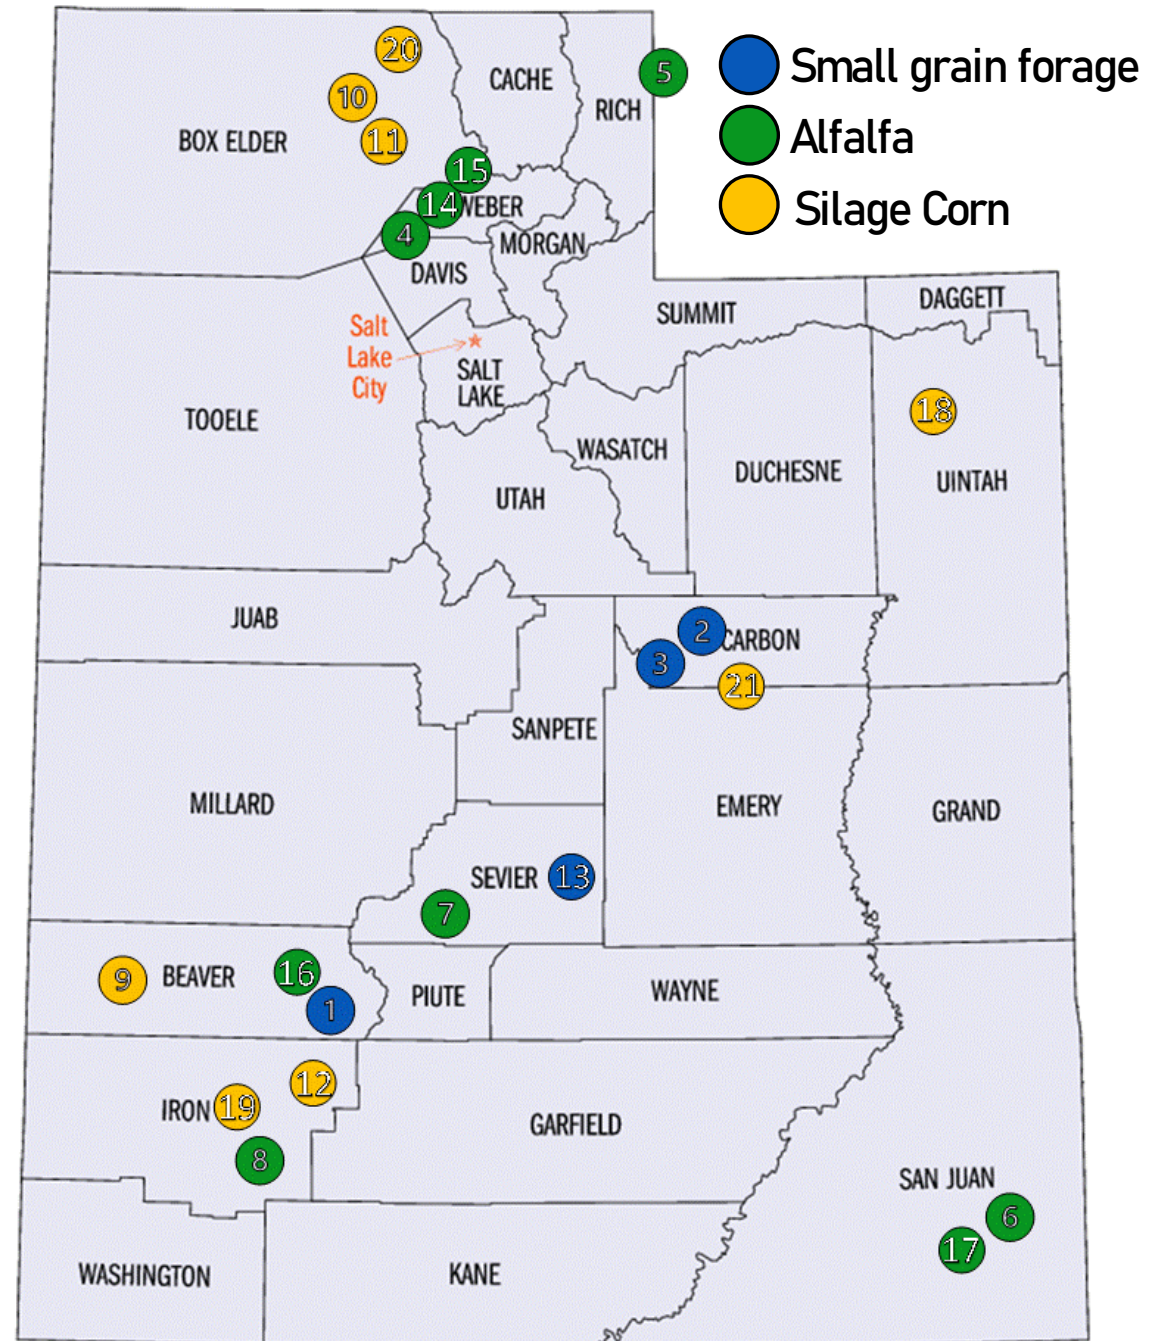 20
CACHE
5
Small grain forage
10
RICH
BOX ELDER
11
Alfalfa
15
14
WEBER
Silage Corn
4
MORGAN
DAVIS
DAGGETT
SUMMIT
Salt
Lake
City
SALT
LAKE
TOOELE
18
WASATCH
DUCHESNE
UINTAH
UTAH
JUAB
2
CARBON
3
21
SANPETE
MILLARD
EMERY
GRAND
SEVIER
13
7
9
BEAVER
16
1
PIUTE
WAYNE
12
IRON
19
GARFIELD
8
SAN JUAN
6
17
WASHINGTON
KANE